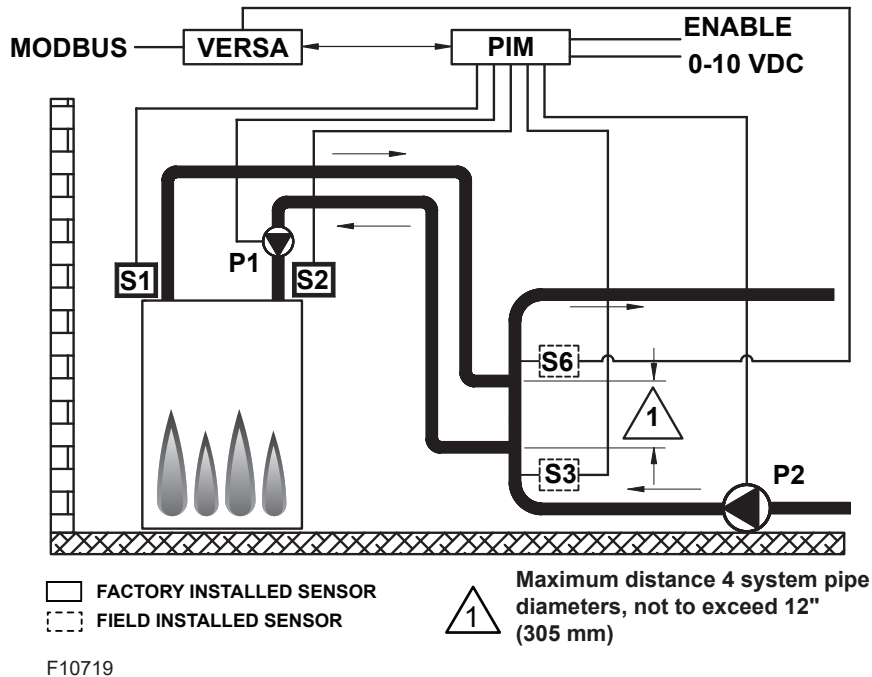 MODBUS
VERSA
PIM
ENABLE
0-10 VDC
S1
P1
S2
S6
1
S3
P2
FACTORY INSTALLED SENSOR
FIELD INSTALLED SENSOR
1
Maximum distance 4 system pipe
diameters, not to exceed 12"
(305 mm)
F10719